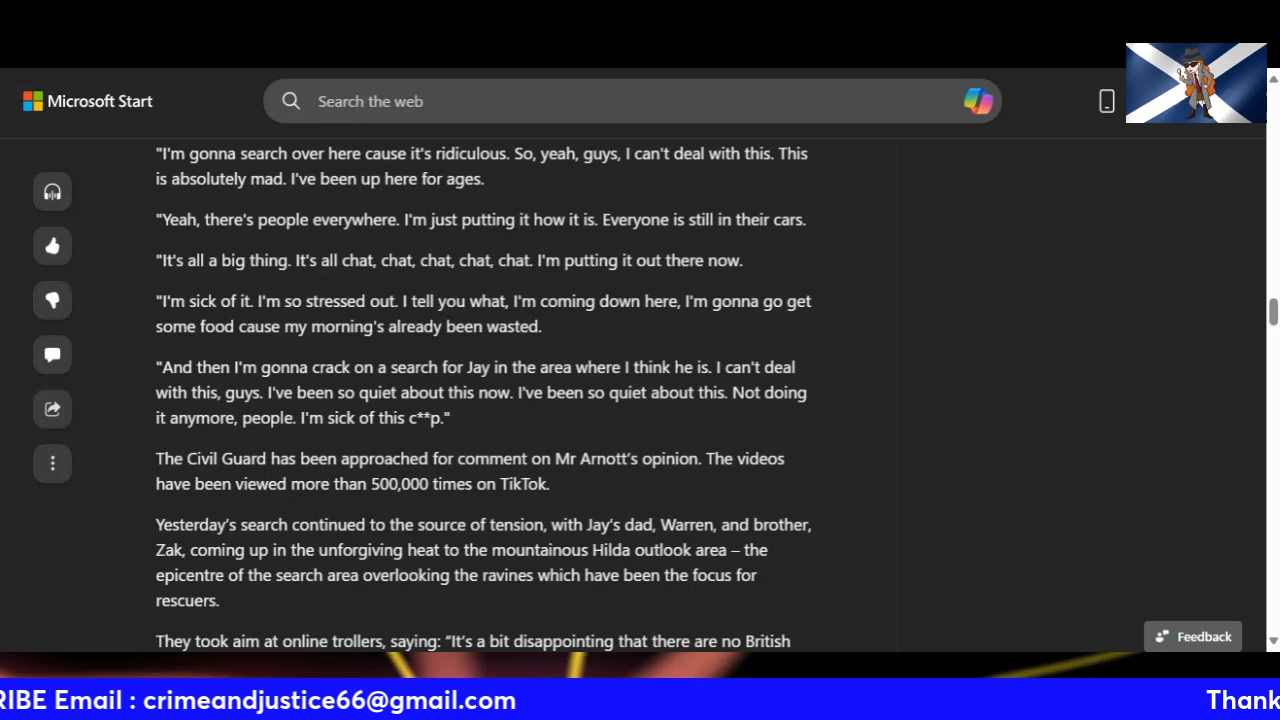 Microsoft Start
Search the web
"I'm gonna search over here cause it's ridiculous. So, yeah, guys, I can't deal with this. This
is absolutely mad. I've been up here for ages.
"Yeah, there's people everywhere. I'm just putting it how it is. Everyone is still in their cars.
"It's all a big thing. It's all chat, chat, chat, chat, chat. I'm putting it out there now.
"I'm sick of it. I'm so stressed out. I tell you what, I'm coming down here, I'm gonna go get
some food cause my morning's already been wasted.
"And then I'm gonna crack on a search for Jay in the area where I think he is. I can't deal
with this, guys. I've been so quiet about this now. I've been so quiet about this. Not doing
it anymore, people. I'm sick of this c**p."
The Civil Guard has been approached for comment on Mr Arnott's opinion. The videos
have been viewed more than 500,000 times on TikTok.
Yesterday's search continued to the source of tension, with Jay's dad, Warren, and brother,
Zak, coming up in the unforgiving heat to the mountainous Hilda outlook area – the
epicentre of the search area overlooking the ravines which have been the focus for
rescuers.
They took aim at online trollers, saying: "It's a bit disappointing that there are no British
Feedback
RIBE Email : crimeandjustice66@gmail.com
Thank